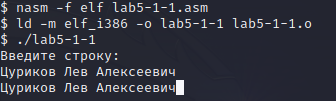 $ nasm -f elf lab5-1-1.asm
$ ld -m elf_i386 -o lab5-1-1 lab5-1-1.o
$ ./lab5-1-1
Введите строку:
Цуриков Лев Алексеевич
Цуриков Лев Алексеевич